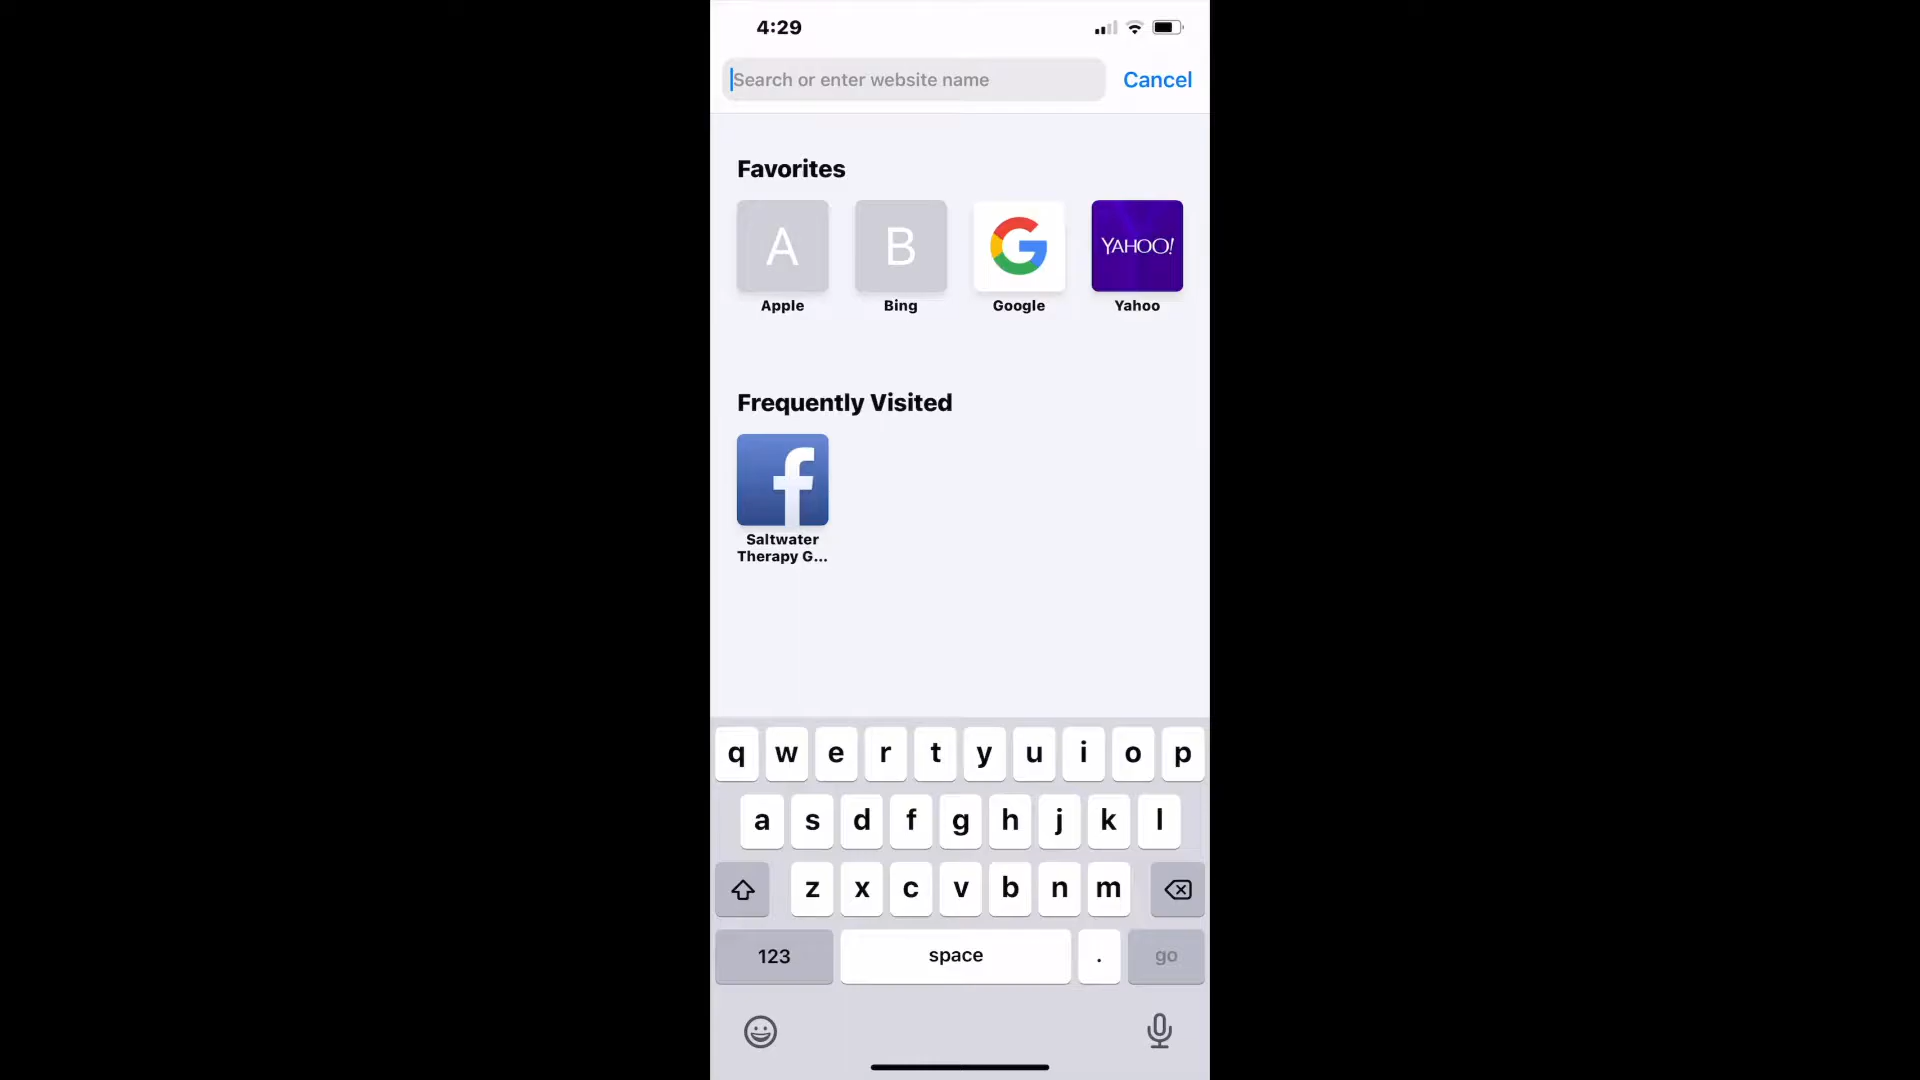 4:29
Search or enter website name Cancel
Favorites
A B YAHOO!
Apple Bing Google Yahoo
Frequently Visited
Saltwater
Therapy G...
q w e r t y u i o p
a s d f g h j k l
z x c v b n m
123 space . go